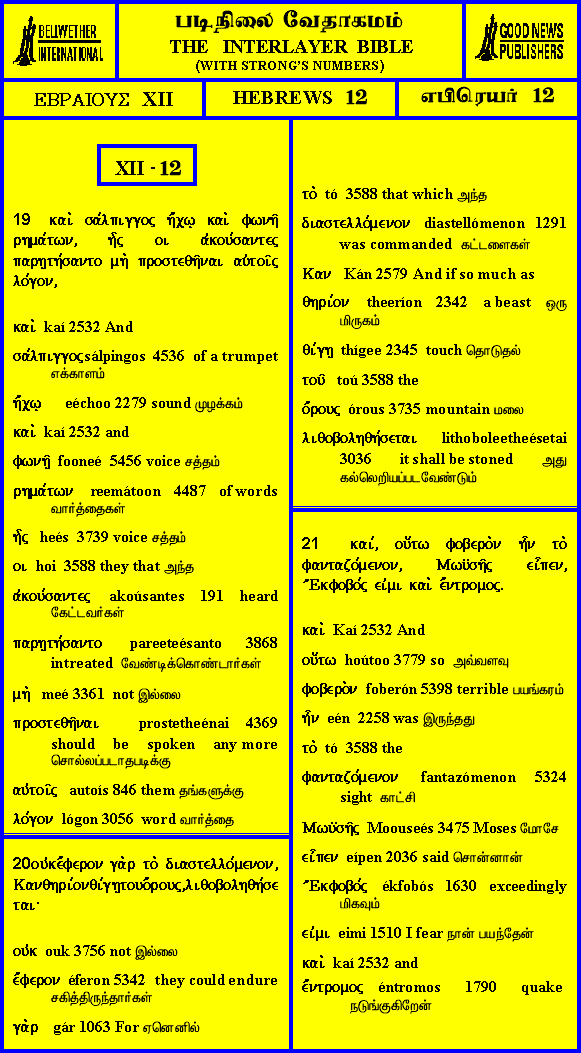 BELLWETHER
INTERNATIONAL
படிநிலை வேதாகமம்
THE INTERLAYER BIBLE
(WITH STRONG'S NUMBERS)
GOOD NEWS
PUBLISHERS
ΕΒΡΑΙΟΥΣ XII
HEBREWS 12
எபிரெயர் 12
XII - 12
19 καὶ σάλπιγγος ἤχῳ καὶ φωνῇ
ρημάτων, ἧς οι ἀκούσαντες
παρητήσαντο μὴ προστεθῆναι αὐτοῖς
λόγον,
καὶ kaí 2532 And
σάλπιγγος sálpingos 4536 of a trumpet
எக்காளம்
ἤχῳ eéchoo 2279 sound முழக்கம்
καὶ kaí 2532 and
φωνῇ fooneé 5456 voice சத்தம்
ρημάτων reemátoon 4487 of words
வார்த்தைகள்
ἧς heés 3739 voice சத்தம்
οι hoi 3588 they that அந்த
ἀκούσαντες akoúsantes 191 heard
கேட்டவர்கள்
παρητήσαντο pareeteésanto 3868
intreated வேண்டிக்கொண்டார்கள்
μὴ meé 3361 not இல்லை
προστεθῆναι prostetheénai 4369
should be spoken any more
சொல்லப்படாதபடிக்கு
αὐτοῖς autoís 846 them தங்களுக்கு
λόγον lógon 3056 word வார்த்தை
20οὐκἔφερον γὰρ τὸ διαστελλόμενον,
Κανθηρίονθίγῃτουὄρους,λιθοβοληθήσε
ται·
οὐκ ouk 3756 not இல்லை
ἔφερον éferon 5342 they could endure
சகித்திருந்தார்கள்
γὰρ gár 1063 For ஏனெனில்
τὸ tó 3588 that which அந்த
διαστελλόμενον diastellómenon 1291
was commanded கட்டளைகள்
Καν Kán 2579 And if so much as
θηρίον theeríon 2342 a beast ஒரு
மிருகம்
θίγῃ thígee 2345 touch தொடுதல்
τοῦ toú 3588 the
ὄρους órous 3735 mountain மலை
λιθοβοληθήσεται lithoboleetheésetai
3036 it shall be stoned அது
கல்லெறியப்படவேண்டும்
21 καί, οὕτω φοβερὸν ἦν τὸ
φανταζόμενον, Μωϋσῆς εἶπεν,
Ἔκφοβός εἰμι καὶ ἔντρομος.
καὶ Kaí 2532 And
οὕτω hoútoo 3779 so அவ்வளவு
φοβερὸν foberón 5398 terrible பயங்கரம்
ἦν eén 2258 was இருந்தது
τὸ tó 3588 the
φανταζόμενον fantazómenon 5324
sight காட்சி
Μωϋσῆς Moouseés 3475 Moses மோசே
εἶπεν eípen 2036 said சொன்னான்
Ἔκφοβός ékfobós 1630 exceedingly
மிகவும்
εἰμι eimi 1510 I fear நான் பயந்தேன்
καὶ kaí 2532 and
ἔντρομος éntromos 1790 quake
நடுங்குகிறேன்